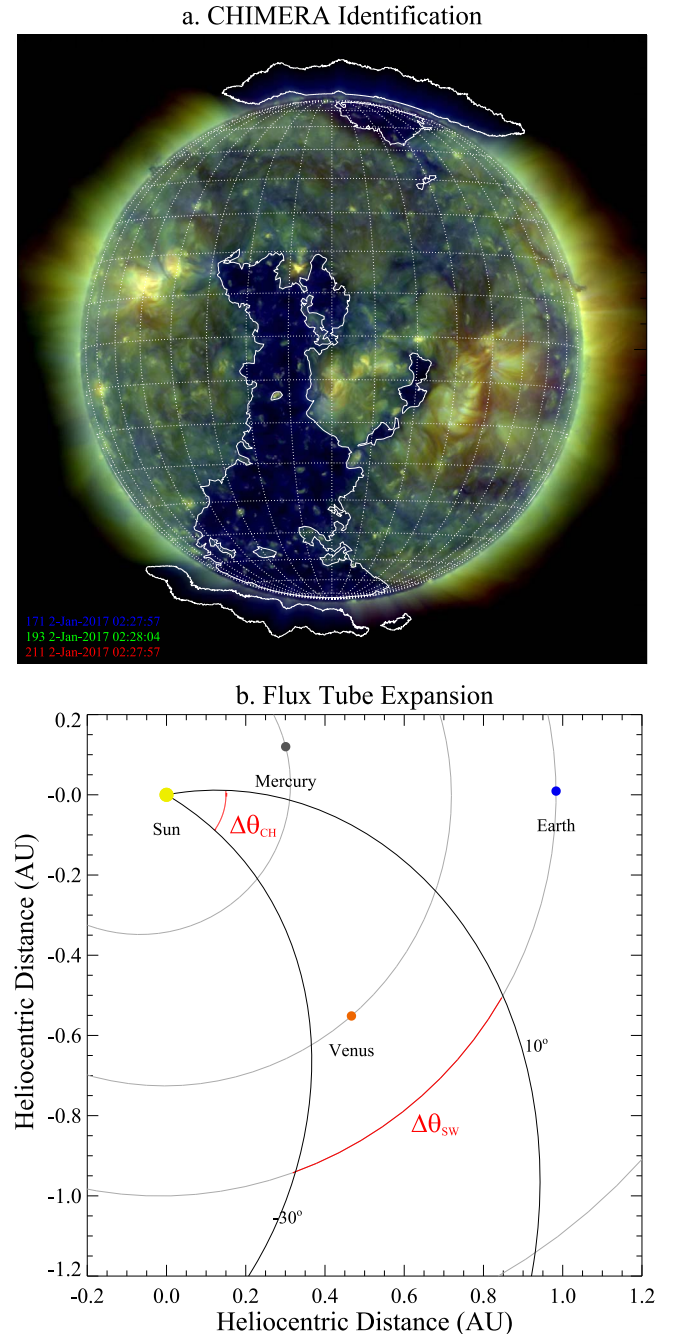 a. CHIMERA Identification
171 2-Jan-2017 02:27:57
193 2-Jan-2017 02:28:04
211 2-Jan-2017 02:27:57
b. Flux Tube Expansion
0.2
-0.0
-0.2
-0.4
-0.6
-0.8
-1.0
-1.2
Heliocentric Distance (AU)
Mercury
Sun
Δθ_CH
Earth
Venus
10°
Δθ_SW
-30°
-0.2 0.0 0.2 0.4 0.6 0.8 1.0 1.2
Heliocentric Distance (AU)